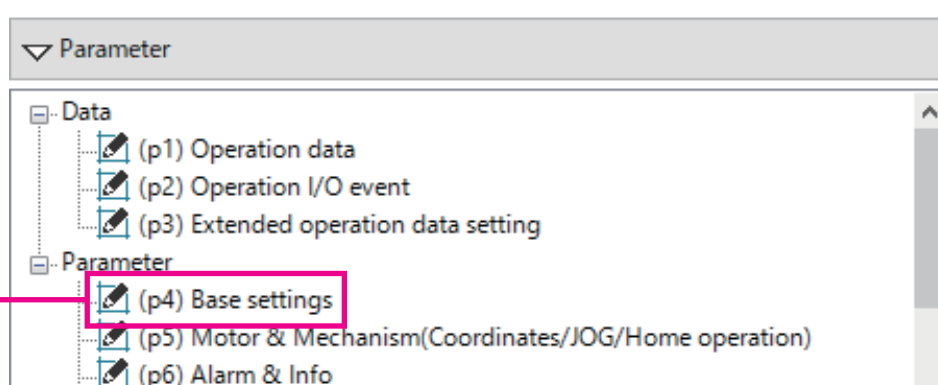 Parameter
Data
(p1) Operation data
(p2) Operation I/O event
(p3) Extended operation data setting
Parameter
(p4) Base settings
(p5) Motor & Mechanism(Coordinates/JOG/Home operation)
(p6) Alarm & Info